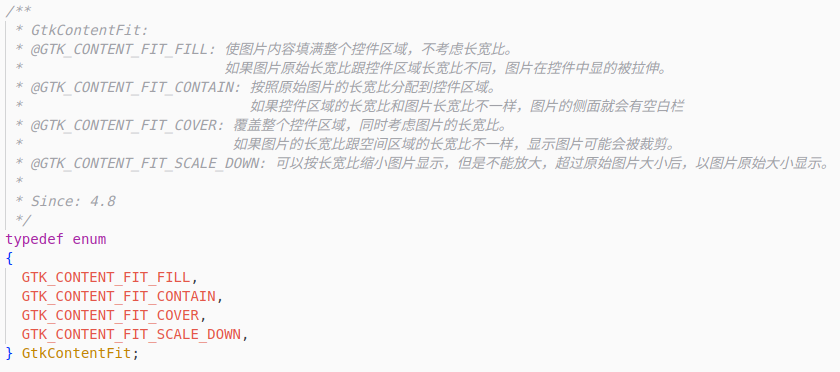 /**
 * GtkContentFit:
 * @GTK_CONTENT_FIT_FILL: 使图片内容填满整个控件区域，不考虑长宽比。
 *                        如果图片原始长宽比跟控件区域长宽比不同，图片在控件中显的被拉伸。
 * @GTK_CONTENT_FIT_CONTAIN: 按照原始图片的长宽比分配到控件区域。
 *                           如果控件区域的长宽比和图片长宽比不一样，图片的侧面就会有空白栏
 * @GTK_CONTENT_FIT_COVER: 覆盖整个控件区域，同时考虑图片的长宽比。
 *                         如果图片的长宽比跟空间区域的长宽比不一样，显示图片可能会被裁剪。
 * @GTK_CONTENT_FIT_SCALE_DOWN: 可以按长宽比缩小图片显示，但是不能放大，超过原始图片大小后，以图片原始大小显示。
 *
 * Since: 4.8
 */
typedef enum
{
  GTK_CONTENT_FIT_FILL,
  GTK_CONTENT_FIT_CONTAIN,
  GTK_CONTENT_FIT_COVER,
  GTK_CONTENT_FIT_SCALE_DOWN,
} GtkContentFit;